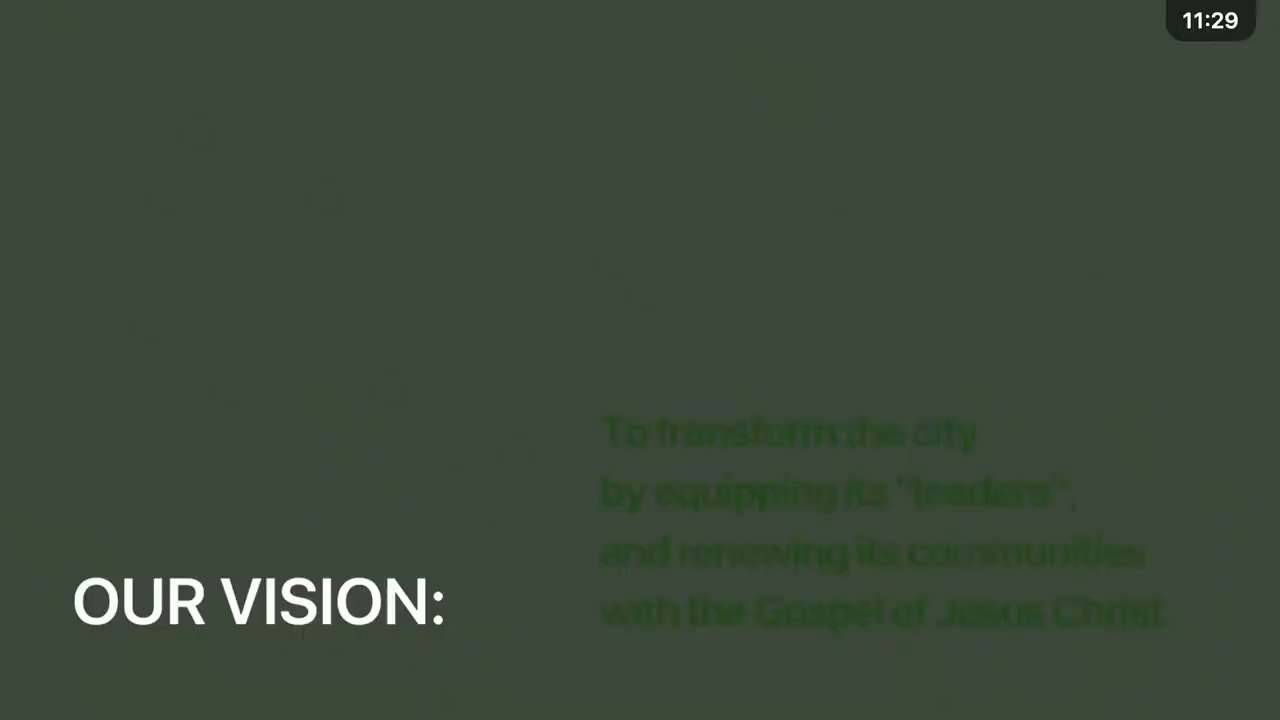 11:29
To transform the city
by equipping its "leaders",
and renewing its communities
with the Gospel of Jesus Christ.
OUR VISION: